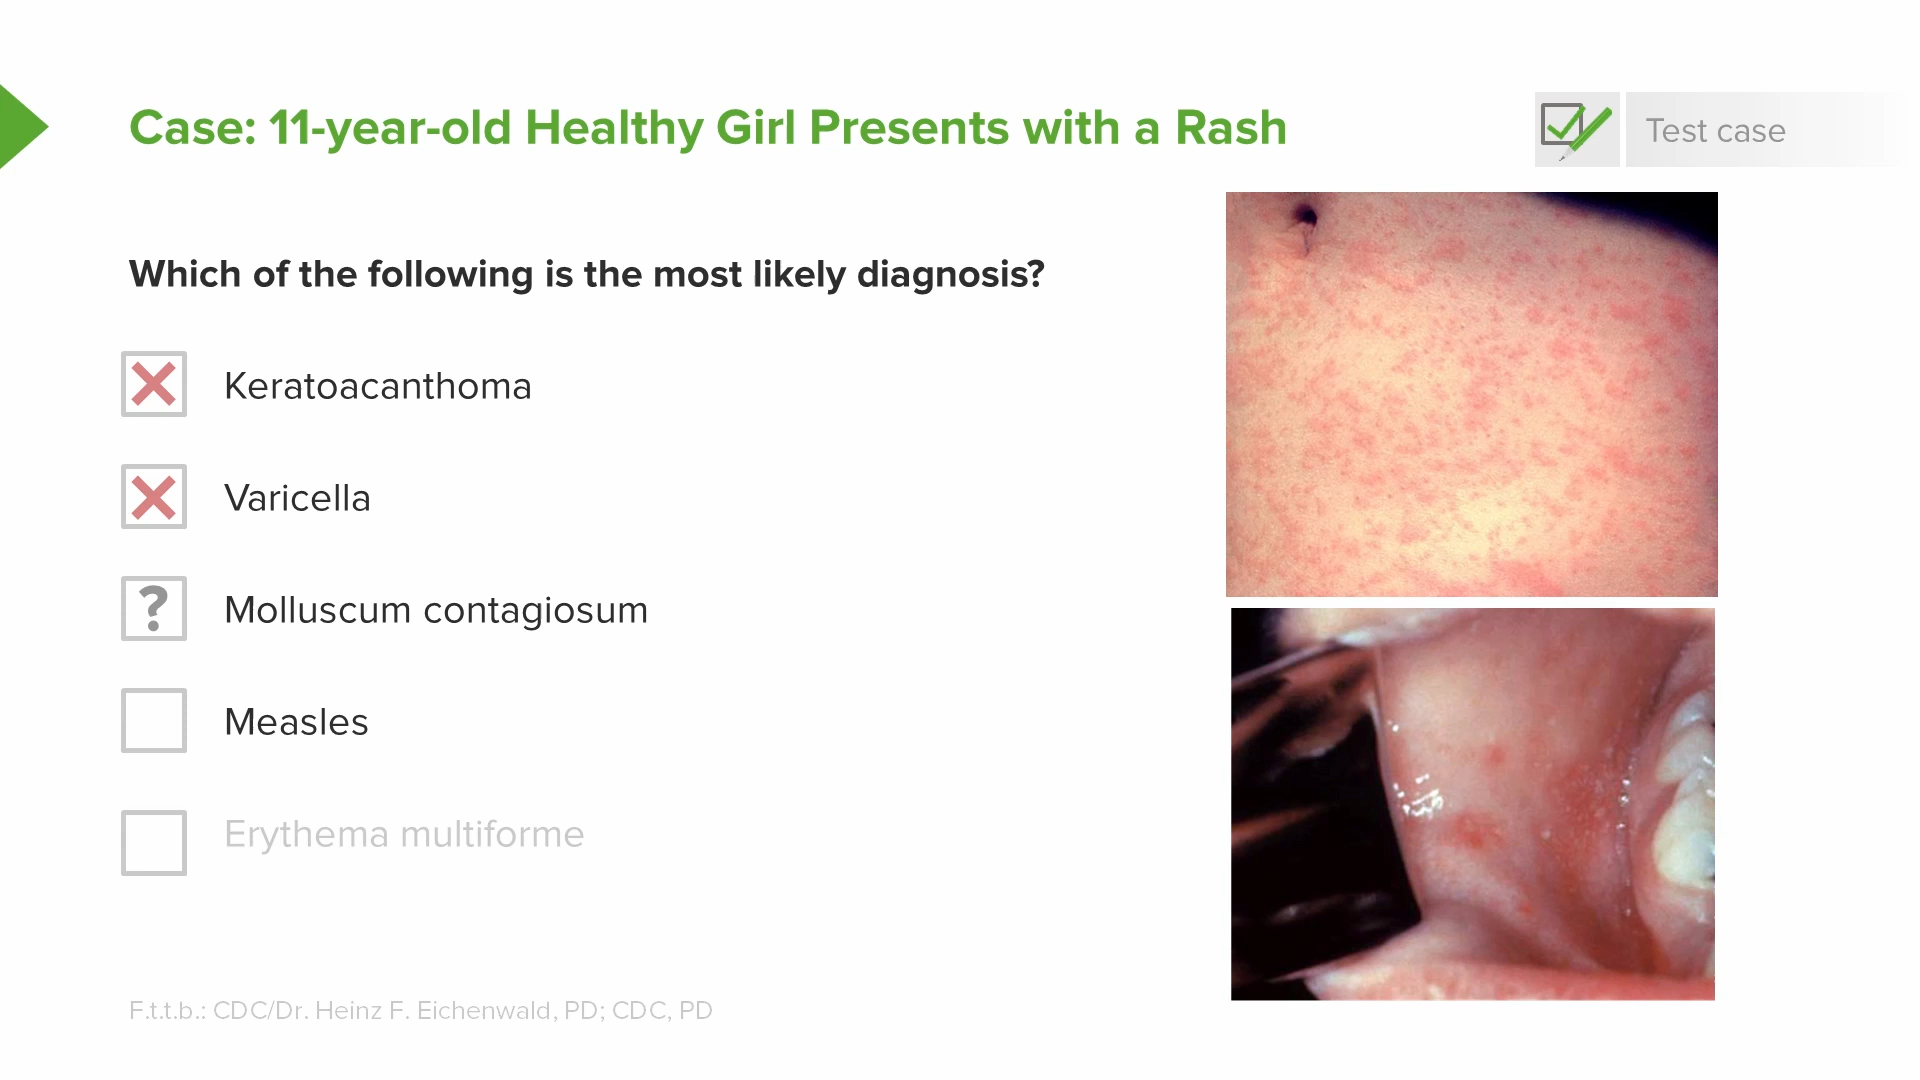 Case: 11-year-old Healthy Girl Presents with a Rash
Test case
Which of the following is the most likely diagnosis?
Keratoacanthoma
Varicella
? Molluscum contagiosum
Measles
Erythema multiforme
F.t.t.b.: CDC/Dr. Heinz F. Eichenwald, PD; CDC, PD